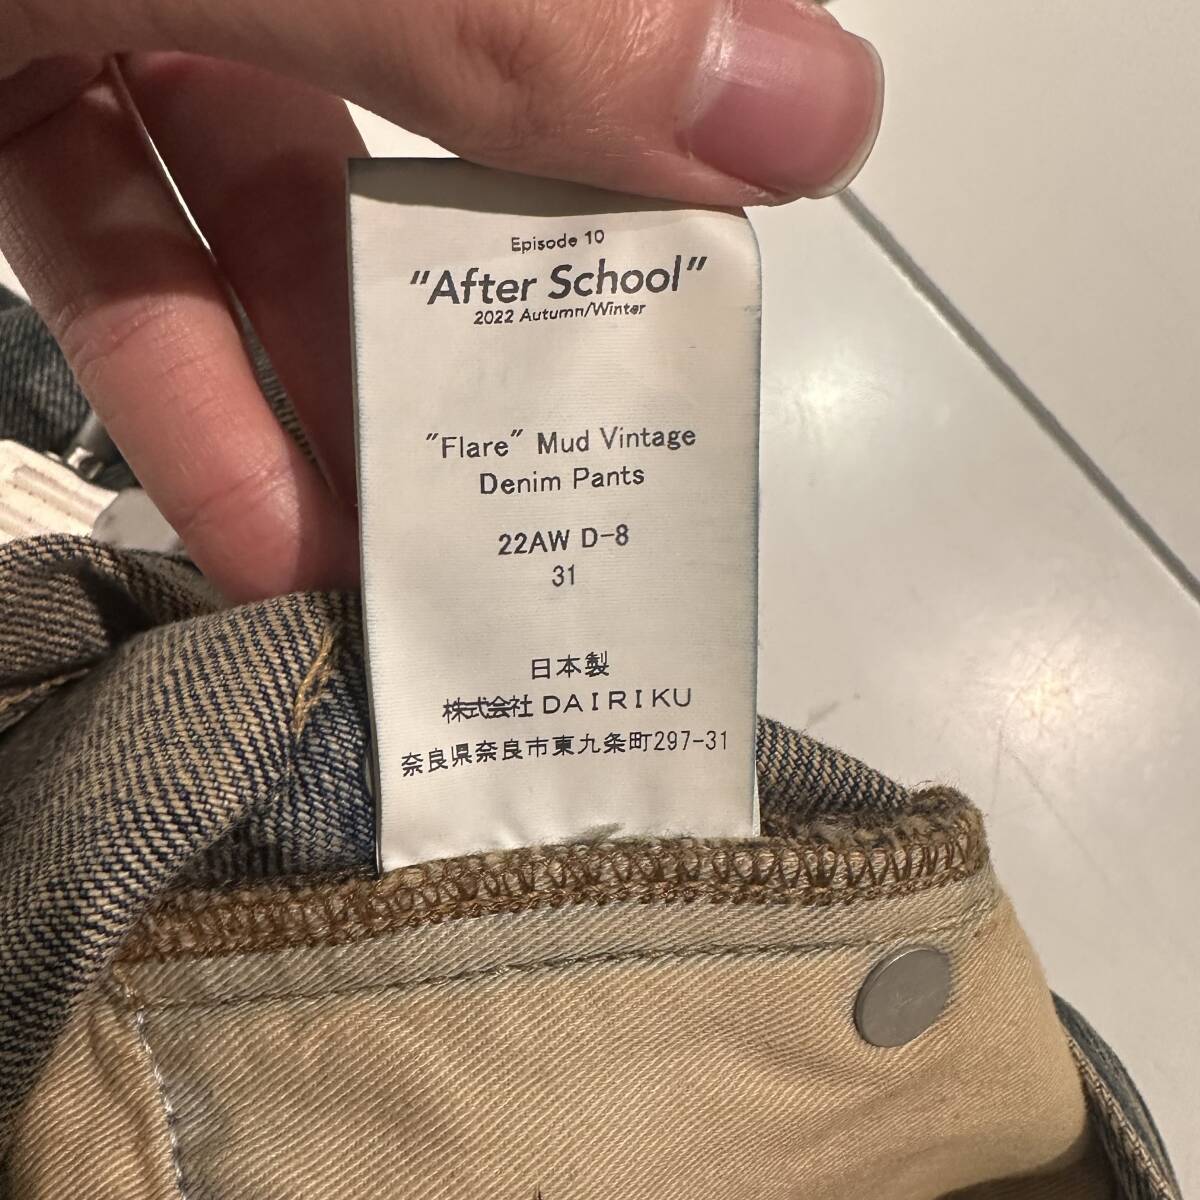 Episode 10
"After School"
2022 Autumn/Winter
"Flare" Mud Vintage
Denim Pants
22AW D-8
31
日本製
株式会社 DAIRIKU
奈良県奈良市東九条町297-31